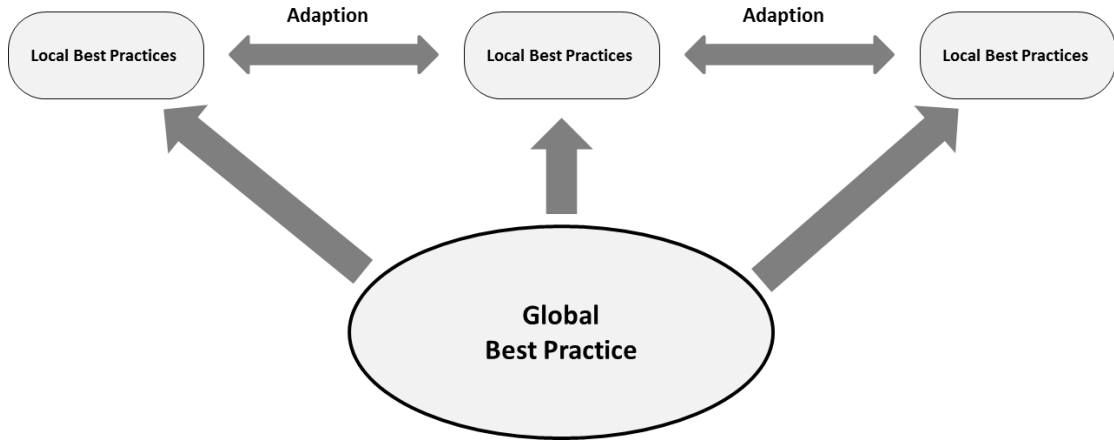 Adaption
Adaption
Local Best Practices
Local Best Practices
Local Best Practices
Global
Best Practice